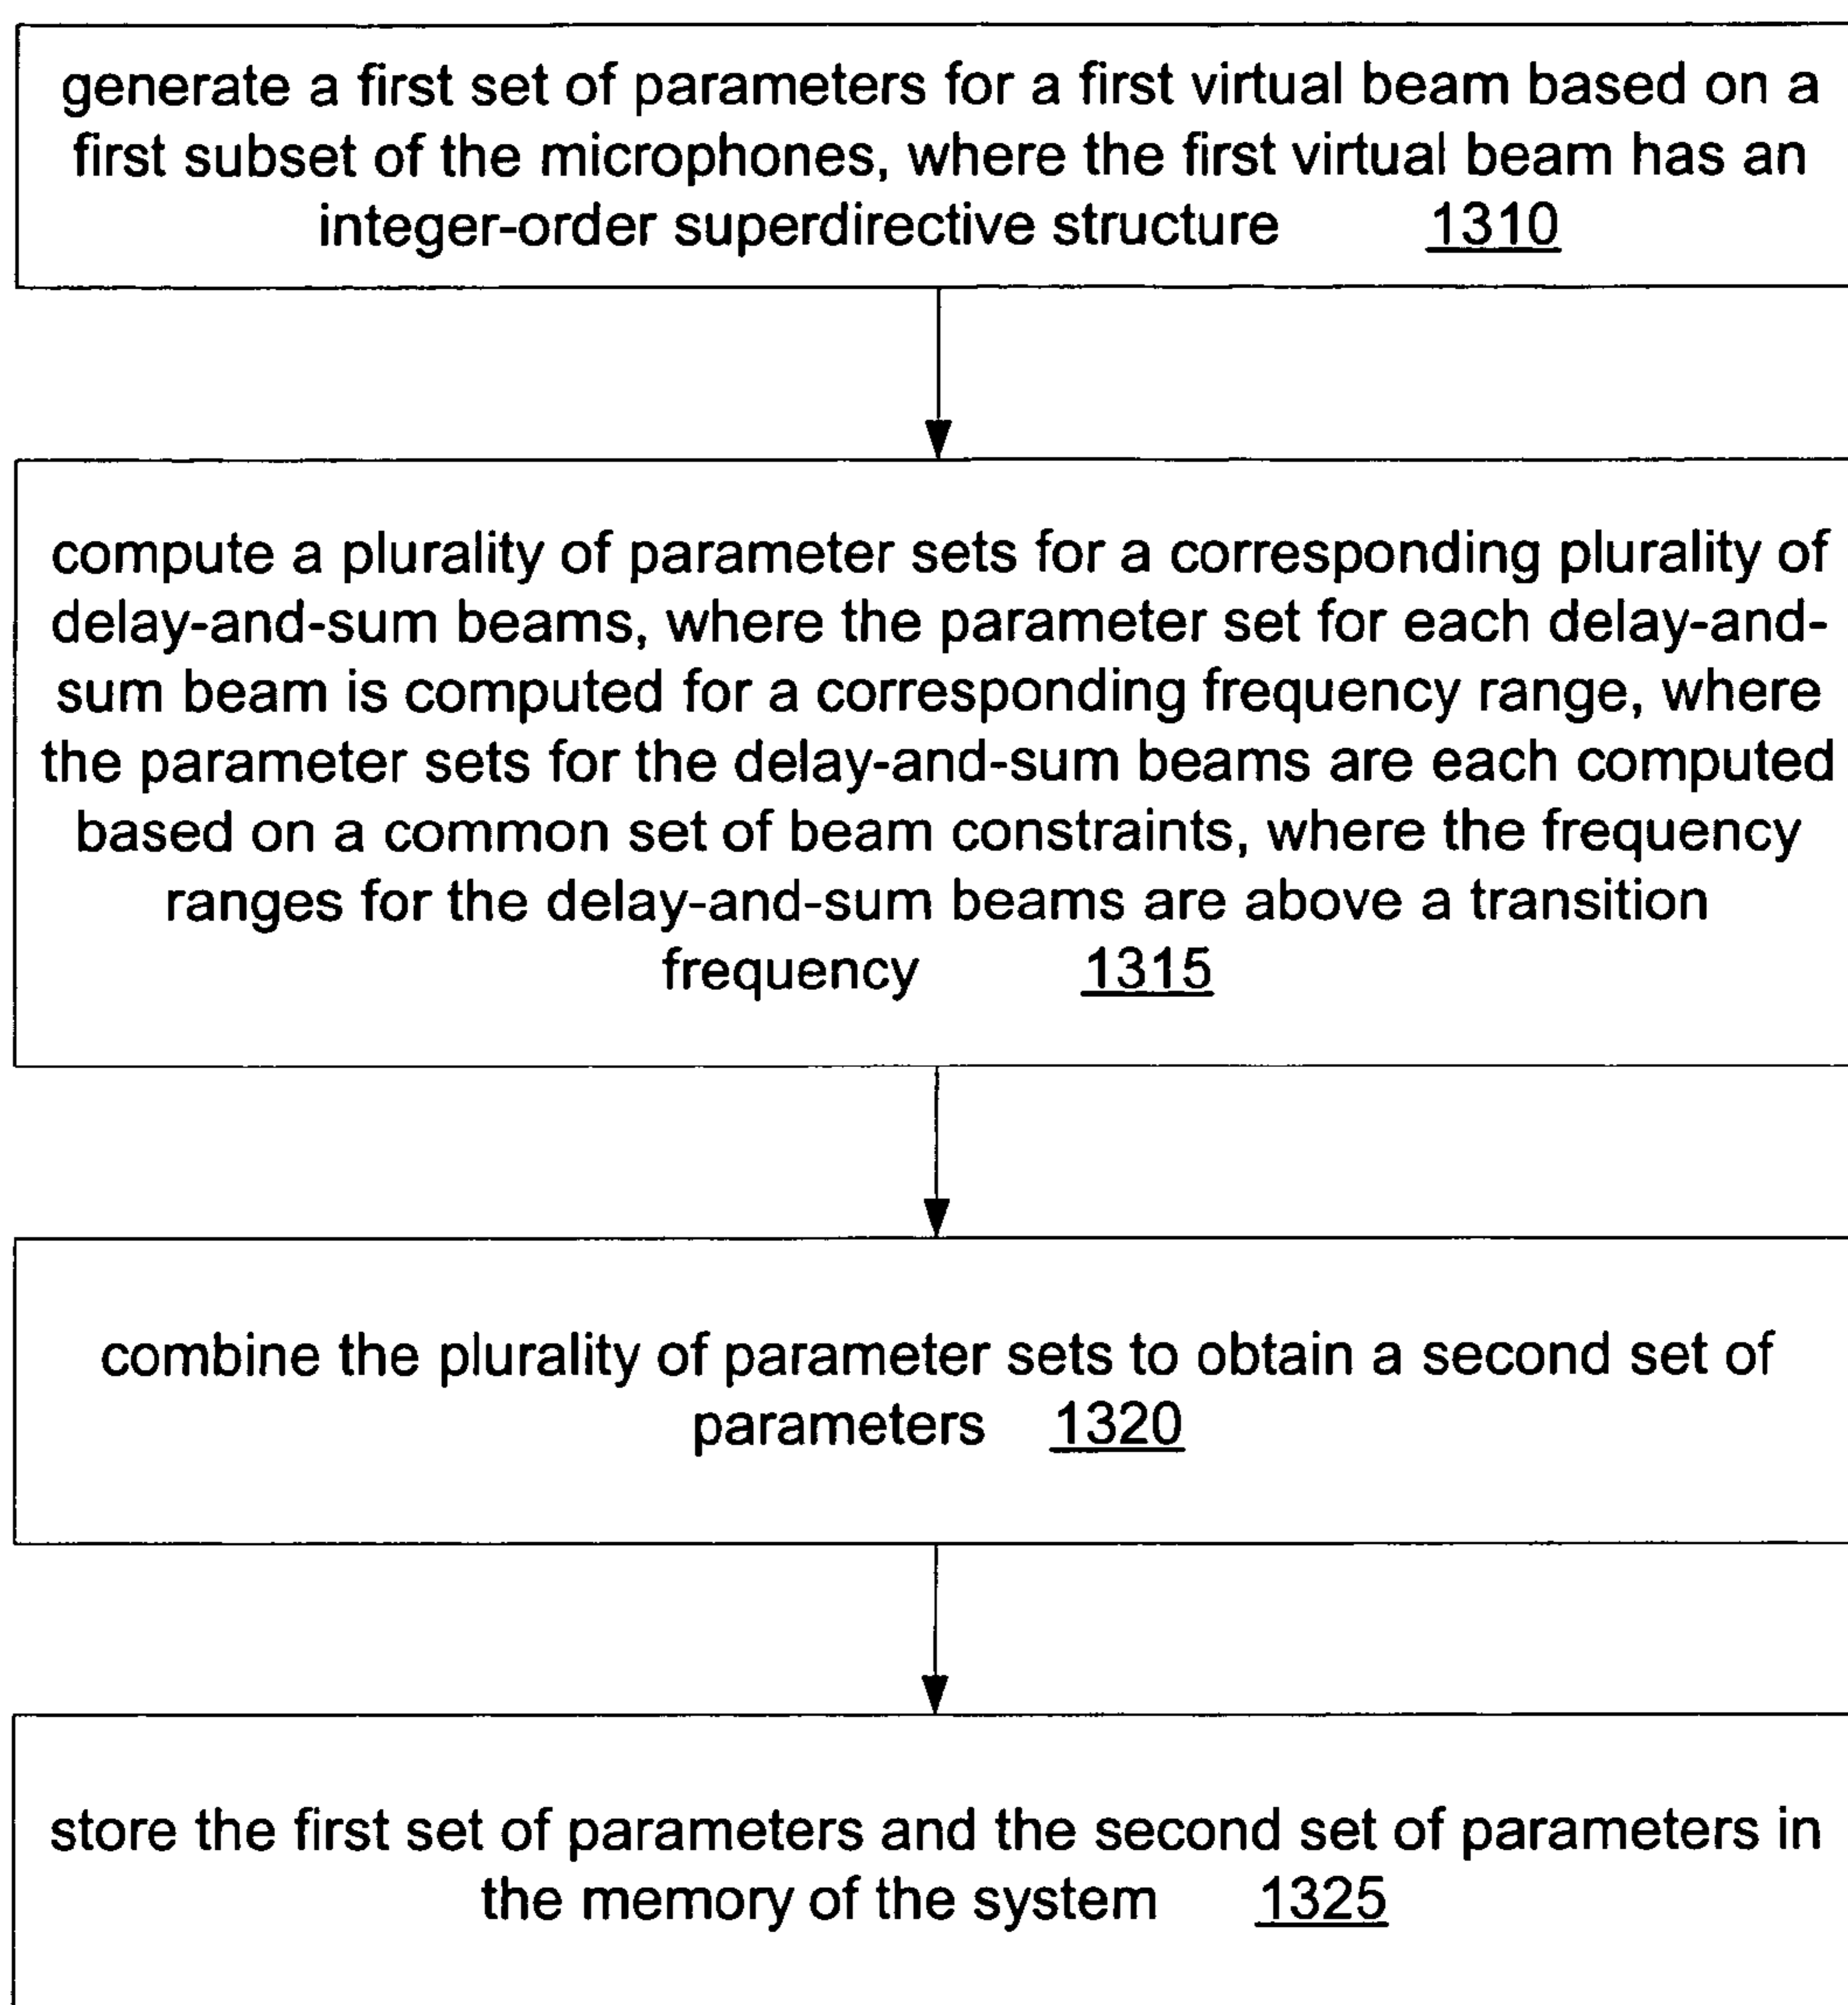 generate a first set of parameters for a first virtual beam based on a
first subset of the microphones, where the first virtual beam has an
integer-order superdirective structure 1310
compute a plurality of parameter sets for a corresponding plurality of
delay-and-sum beams, where the parameter set for each delay-and-
sum beam is computed for a corresponding frequency range, where
the parameter sets for the delay-and-sum beams are each computed
based on a common set of beam constraints, where the frequency
ranges for the delay-and-sum beams are above a transition
frequency 1315
combine the plurality of parameter sets to obtain a second set of
parameters 1320
store the first set of parameters and the second set of parameters in
the memory of the system 1325